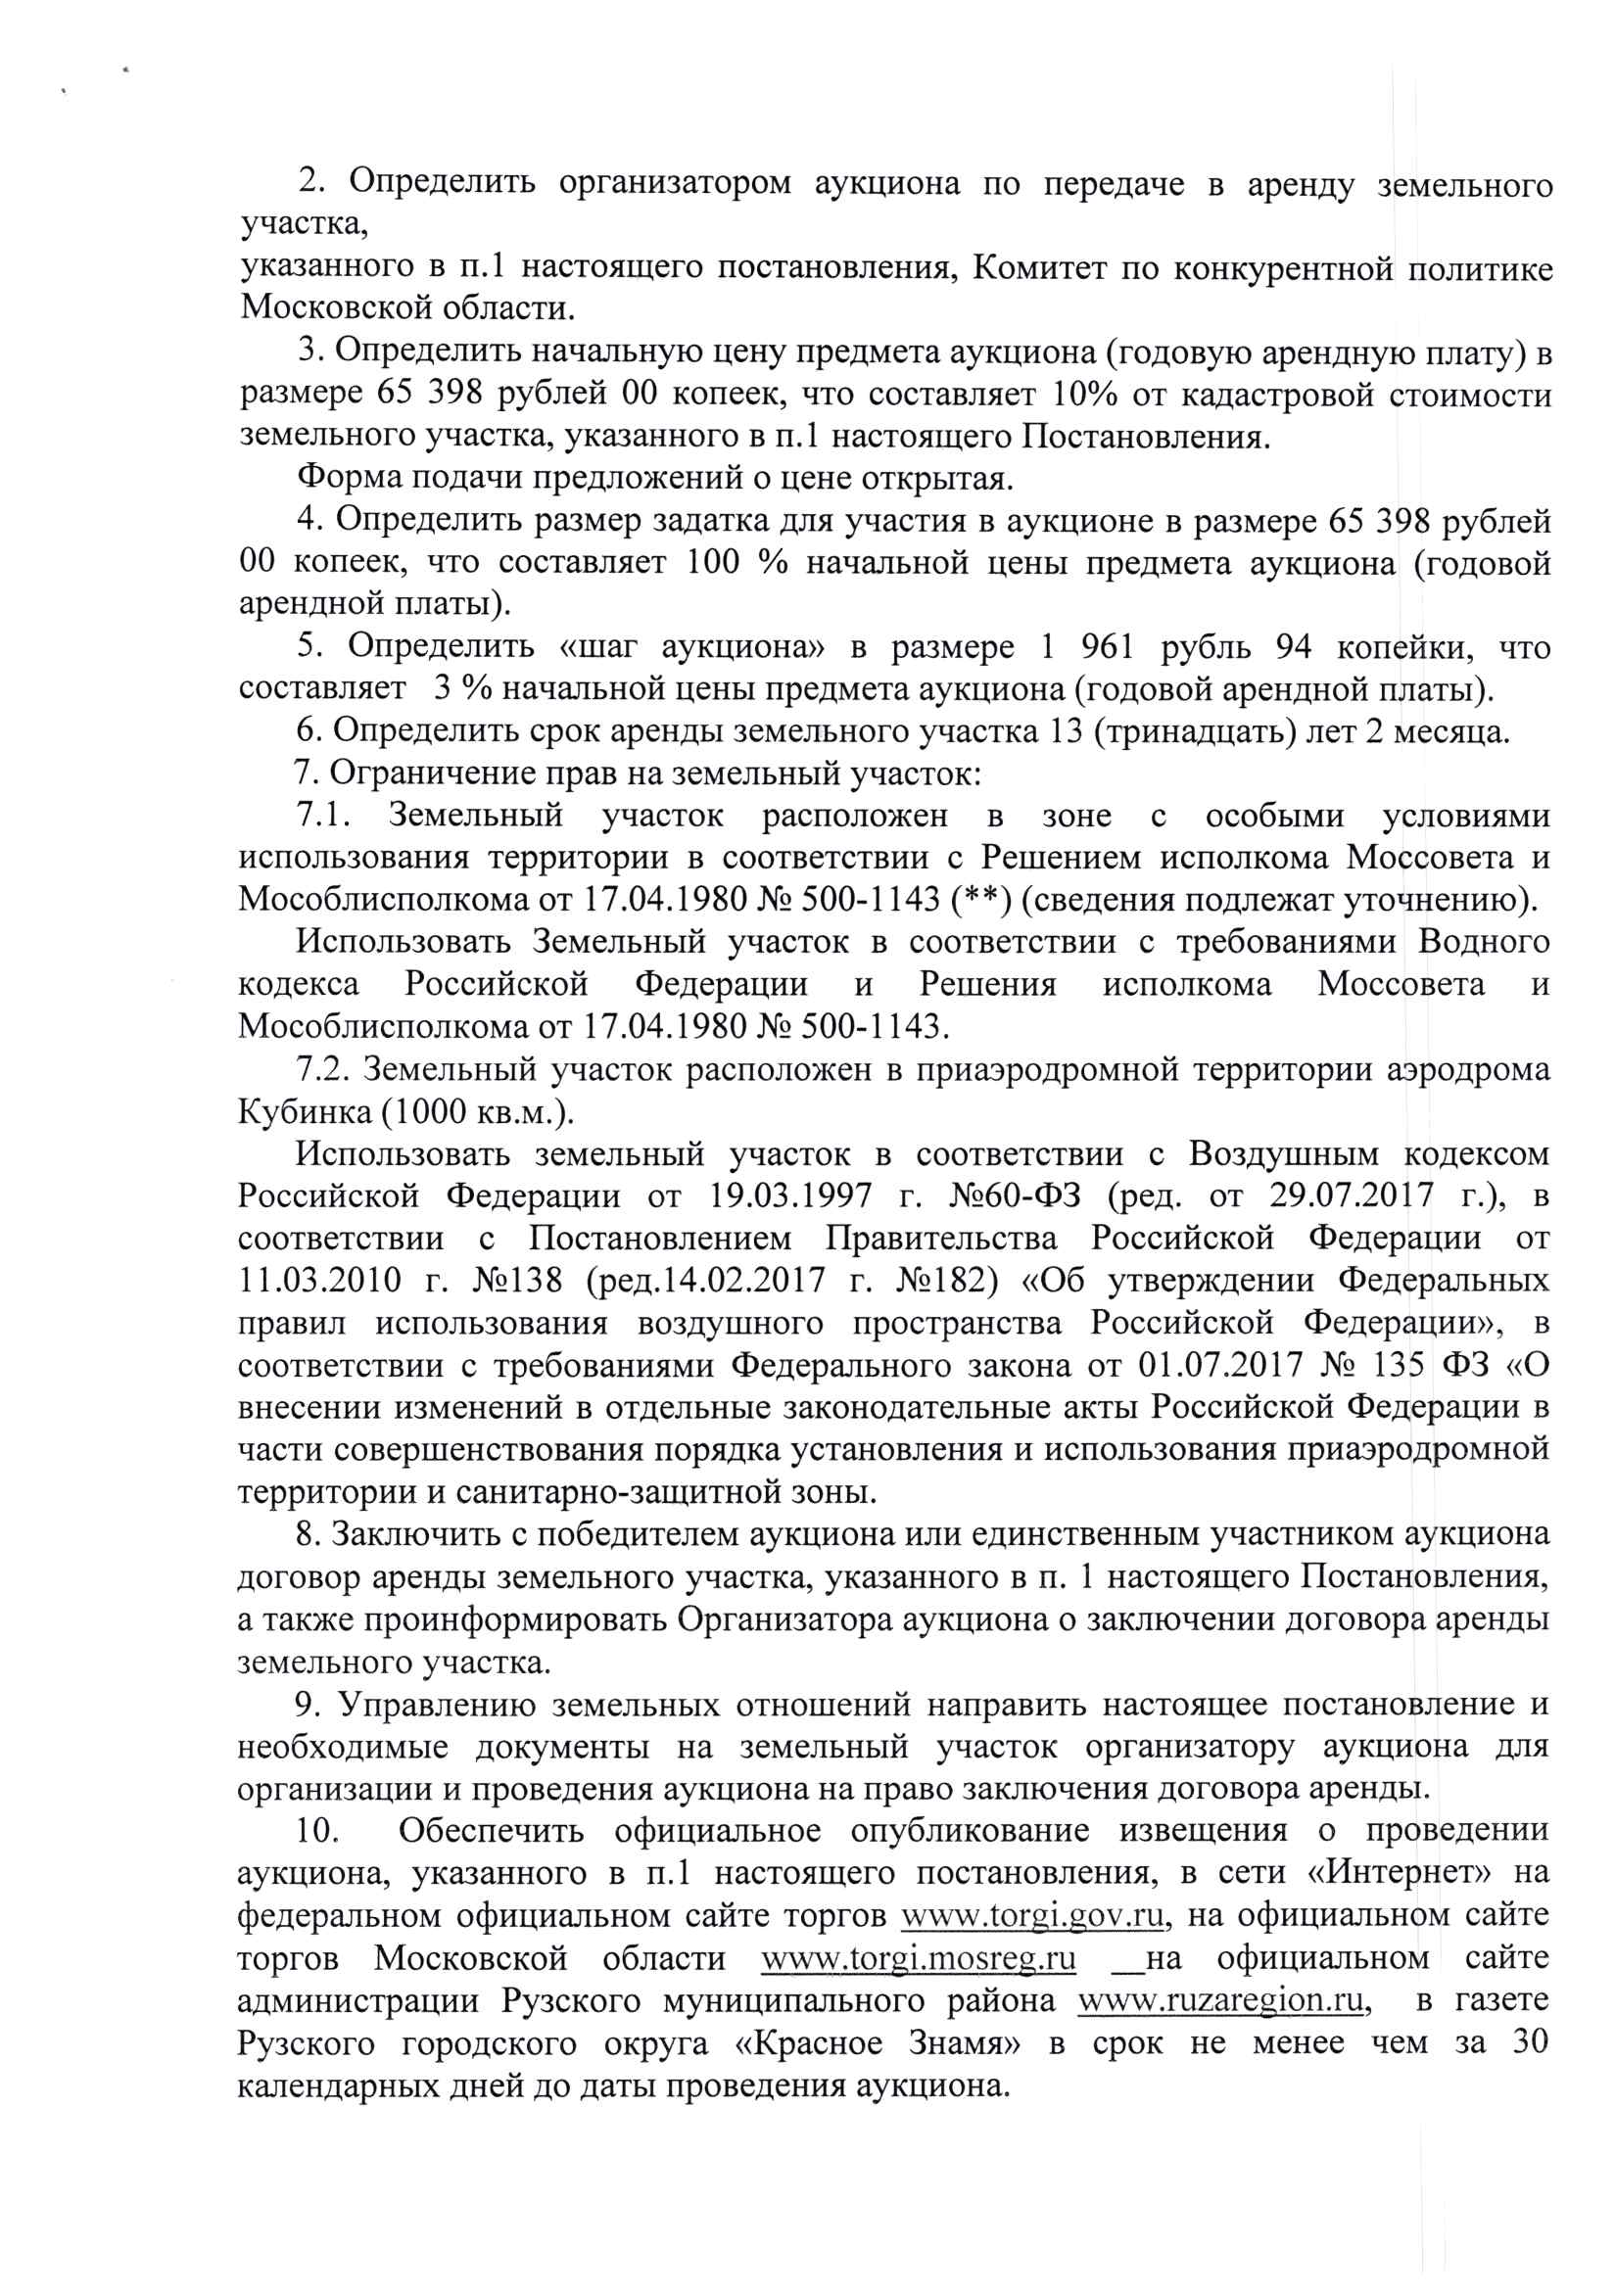 2. Определить организатором аукциона по передаче в аренду земельного
участка,
указанного в п.1 настоящего постановления, Комитет по конкурентной политике
Московской области.
3. Определить начальную цену предмета аукциона (годовую арендную плату) в
размере 65 398 рублей 00 копеек, что составляет 10% от кадастровой стоимости
земельного участка, указанного в п.1 настоящего Постановления.
Форма подачи предложений о цене открытая.
4. Определить размер задатка для участия в аукционе в размере 65 398 рублей
00 копеек, что составляет 100 % начальной цены предмета аукциона (годовой
арендной платы).
5. Определить «шаг аукциона» в размере 1 961 рубль 94 копейки, что
составляет 3 % начальной цены предмета аукциона (годовой арендной платы).
6. Определить срок аренды земельного участка 13 (тринадцать) лет 2 месяца.
7. Ограничение прав на земельный участок:
7.1. Земельный участок расположен в зоне с особыми условиями
использования территории в соответствии с Решением исполкома Моссовета и
Мособлисполкома от 17.04.1980 № 500-1143 (**) (сведения подлежат уточнению).
Использовать Земельный участок в соответствии с требованиями Водного
кодекса Российской Федерации и Решения исполкома Моссовета и
Мособлисполкома от 17.04.1980 № 500-1143.
7.2. Земельный участок расположен в приаэродромной территории аэродрома
Кубинка (1000 кв.м.).
Использовать земельный участок в соответствии с Воздушным кодексом
Российской Федерации от 19.03.1997 г. №60-ФЗ (ред. от 29.07.2017 г.), в
соответствии с Постановлением Правительства Российской Федерации от
11.03.2010 г. №138 (ред.14.02.2017 г. №182) «Об утверждении Федеральных
правил использования воздушного пространства Российской Федерации», в
соответствии с требованиями Федерального закона от 01.07.2017 № 135 ФЗ «О
внесении изменений в отдельные законодательные акты Российской Федерации в
части совершенствования порядка установления и использования приаэродромной
территории и санитарно-защитной зоны.
8. Заключить с победителем аукциона или единственным участником аукциона
договор аренды земельного участка, указанного в п. 1 настоящего Постановления,
а также проинформировать Организатора аукциона о заключении договора аренды
земельного участка.
9. Управлению земельных отношений направить настоящее постановление и
необходимые документы на земельный участок организатору аукциона для
организации и проведения аукциона на право заключения договора аренды.
10. Обеспечить официальное опубликование извещения о проведении
аукциона, указанного в п.1 настоящего постановления, в сети «Интернет» на
федеральном официальном сайте торгов www.torgi.gov.ru, на официальном сайте
торгов Московской области www.torgi.mosreg.ru __на официальном сайте
администрации Рузского муниципального района www.ruzaregion.ru, в газете
Рузского городского округа «Красное Знамя» в срок не менее чем за 30
календарных дней до даты проведения аукциона.